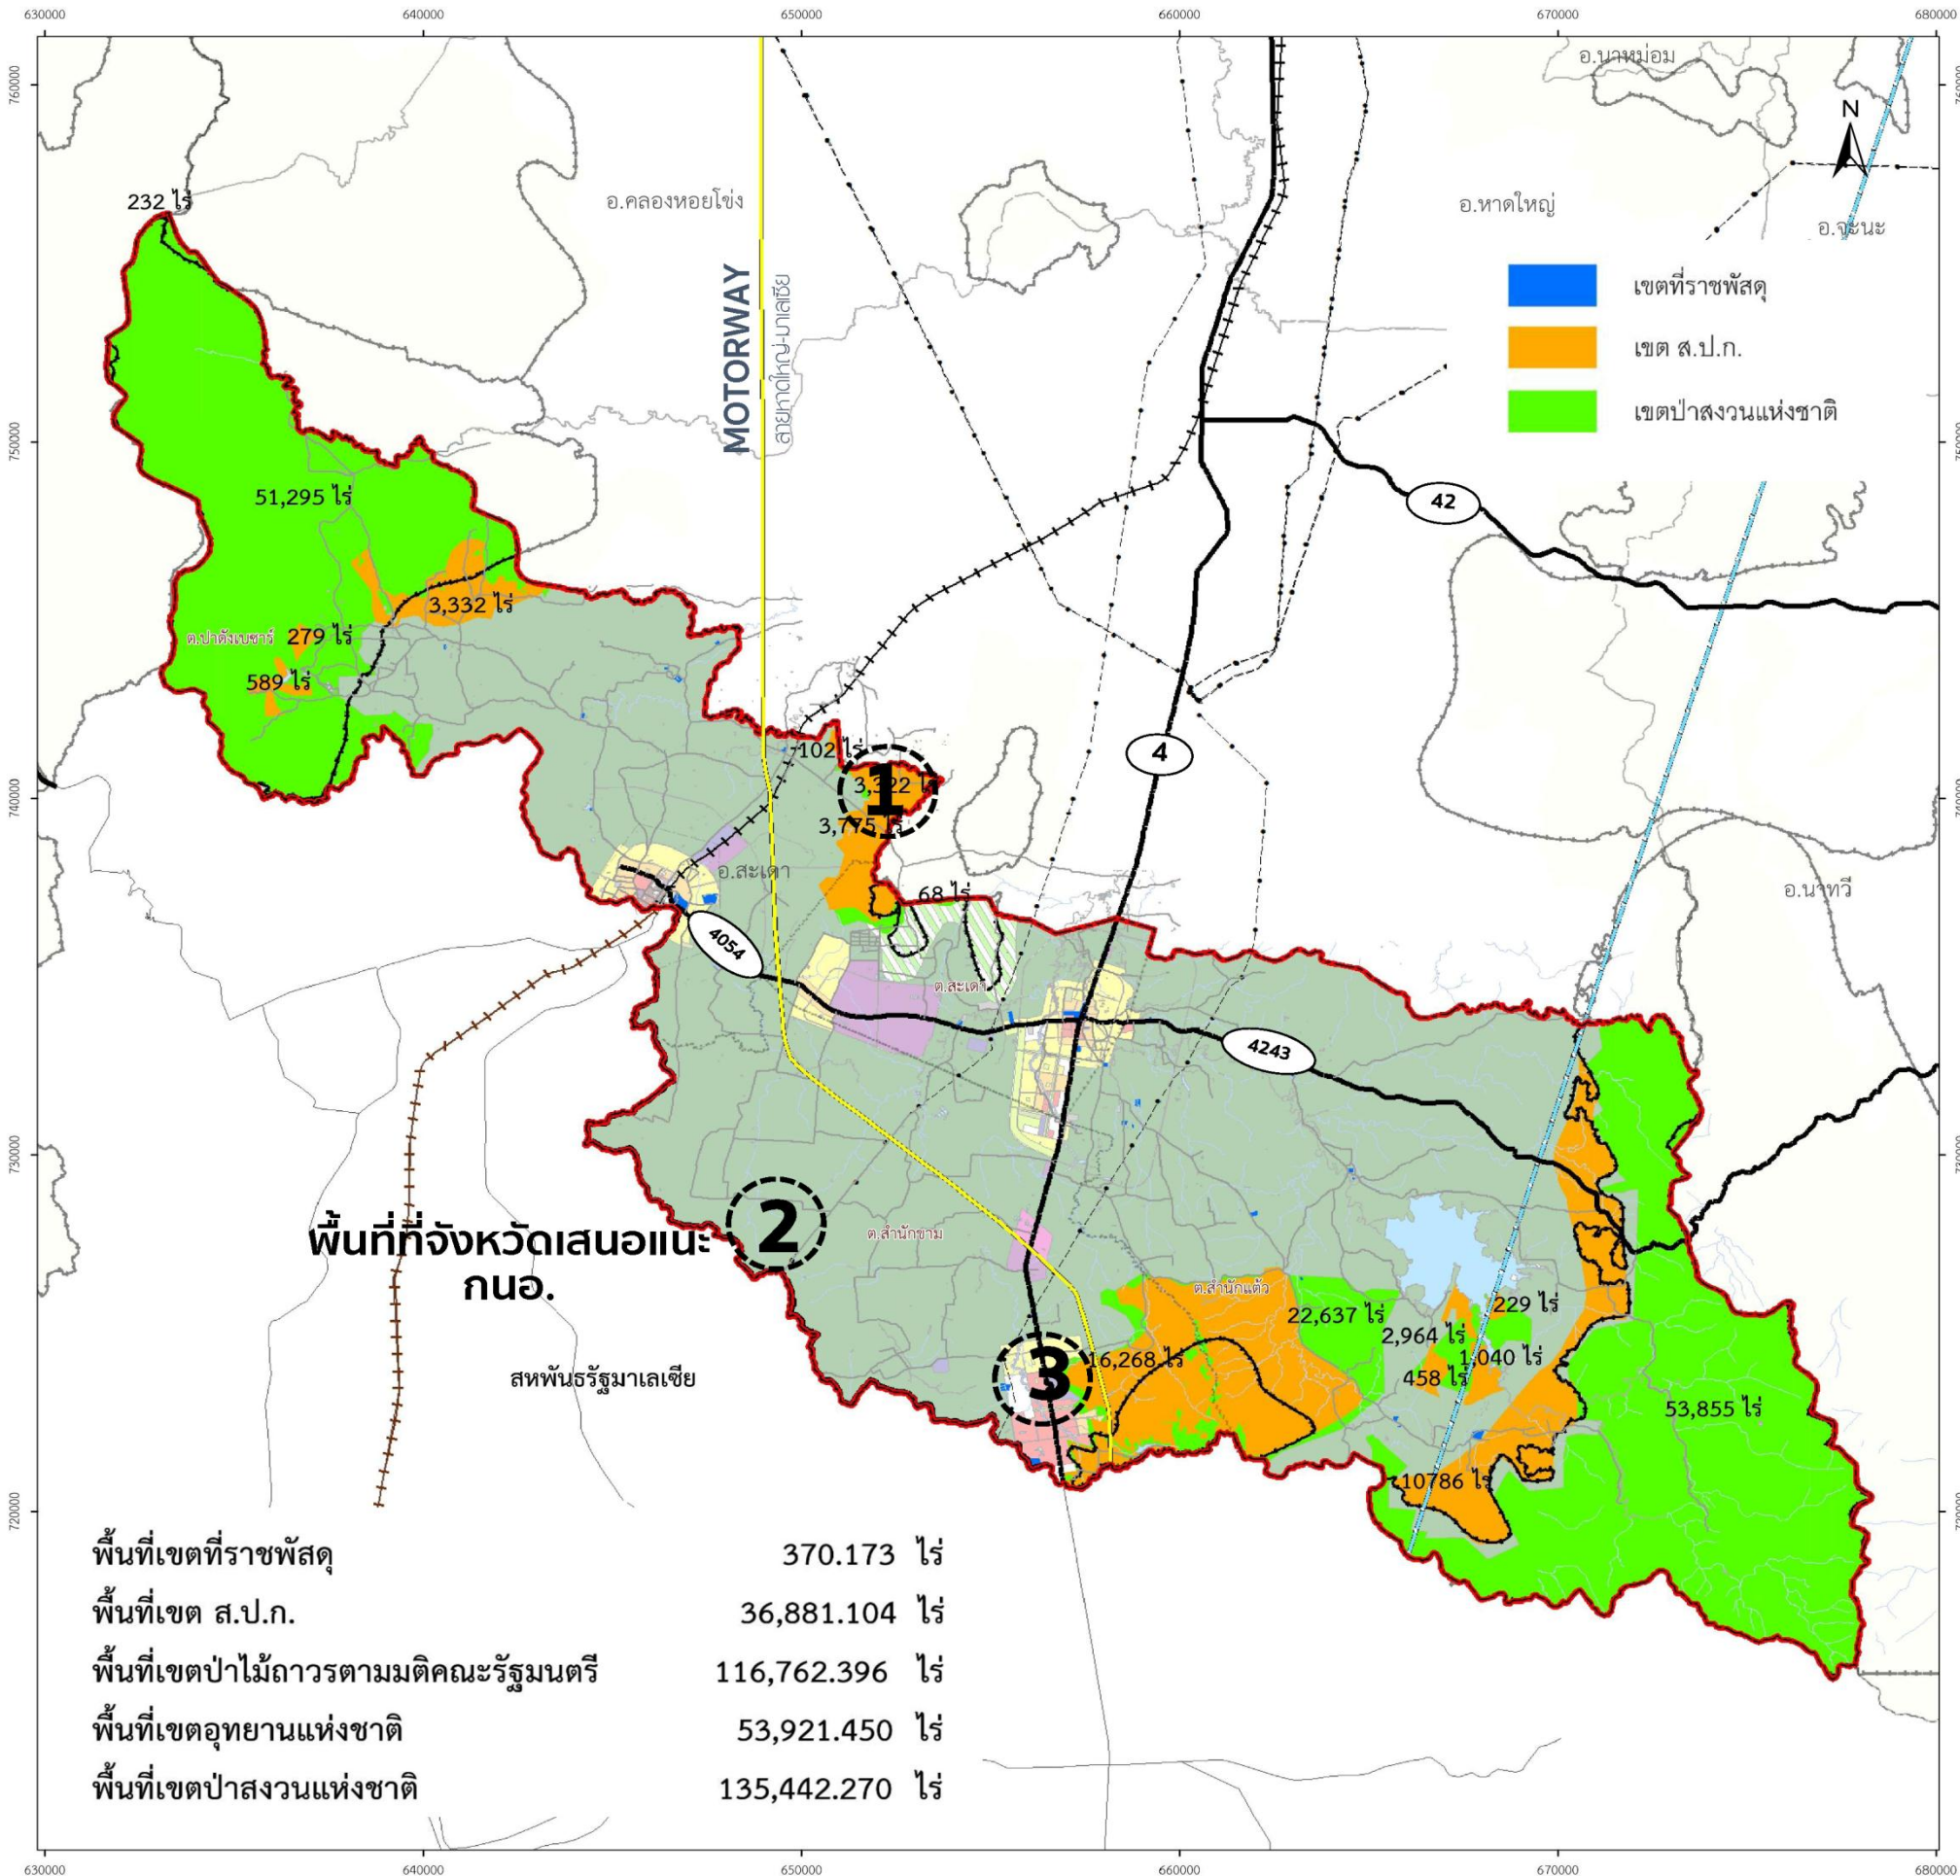 630000
640000
650000
660000
670000
680000
760000
อ.นาหม่อม
N
232 ไร่
อ.คลองหอยโข่ง
อ.หาดใหญ่
อ.จะนะ
MOTORWAY
สายหาดใหญ่-มาเลเซีย
เขตที่ราชพัสดุ
เขต ส.ป.ก.
เขตป่าสงวนแห่งชาติ
750000
51,295 ไร่
42
3,332 ไร่
ต.ปาดังเบซาร์
279 ไร่
589 ไร่
102 ไร่
4
740000
1
3,322 ไร่
3,775 ไร่
อ.สะเดา
68 ไร่
อ.นาทวี
4054
ต.สะเดา
4243
730000
730000
2
ต.สำนักขาม
พื้นที่ที่จังหวัดเสนอแนะ
กนอ.
ต.สำนักแต้ว
22,637 ไร่
229 ไร่
2,964 ไร่
1,040 ไร่
458 ไร่
16,268 ไร่
3
สหพันธรัฐมาเลเซีย
53,855 ไร่
10786 ไร่
720000
พื้นที่เขตที่ราชพัสดุ 370.173 ไร่
พื้นที่เขต ส.ป.ก. 36,881.104 ไร่
พื้นที่เขตป่าไม้ถาวรตามมติคณะรัฐมนตรี 116,762.396 ไร่
พื้นที่เขตอุทยานแห่งชาติ 53,921.450 ไร่
พื้นที่เขตป่าสงวนแห่งชาติ 135,442.270 ไร่
630000
640000
650000
660000
670000
680000